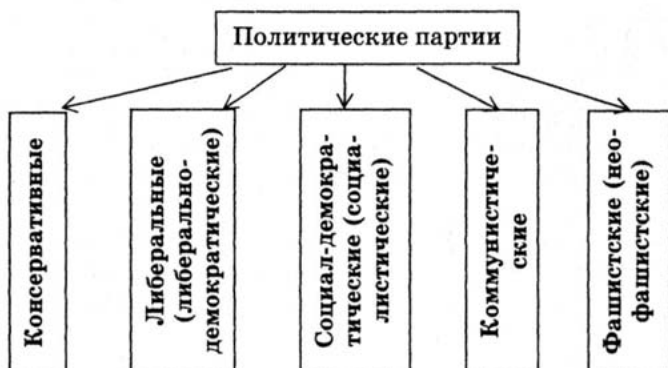 Политические партии
Консервативные
Либеральные
(либерально-
демократические)
Социал-демокра-
тические (социа-
листические)
Коммунистиче-
ские
Фашистские (нео-
фашистские)